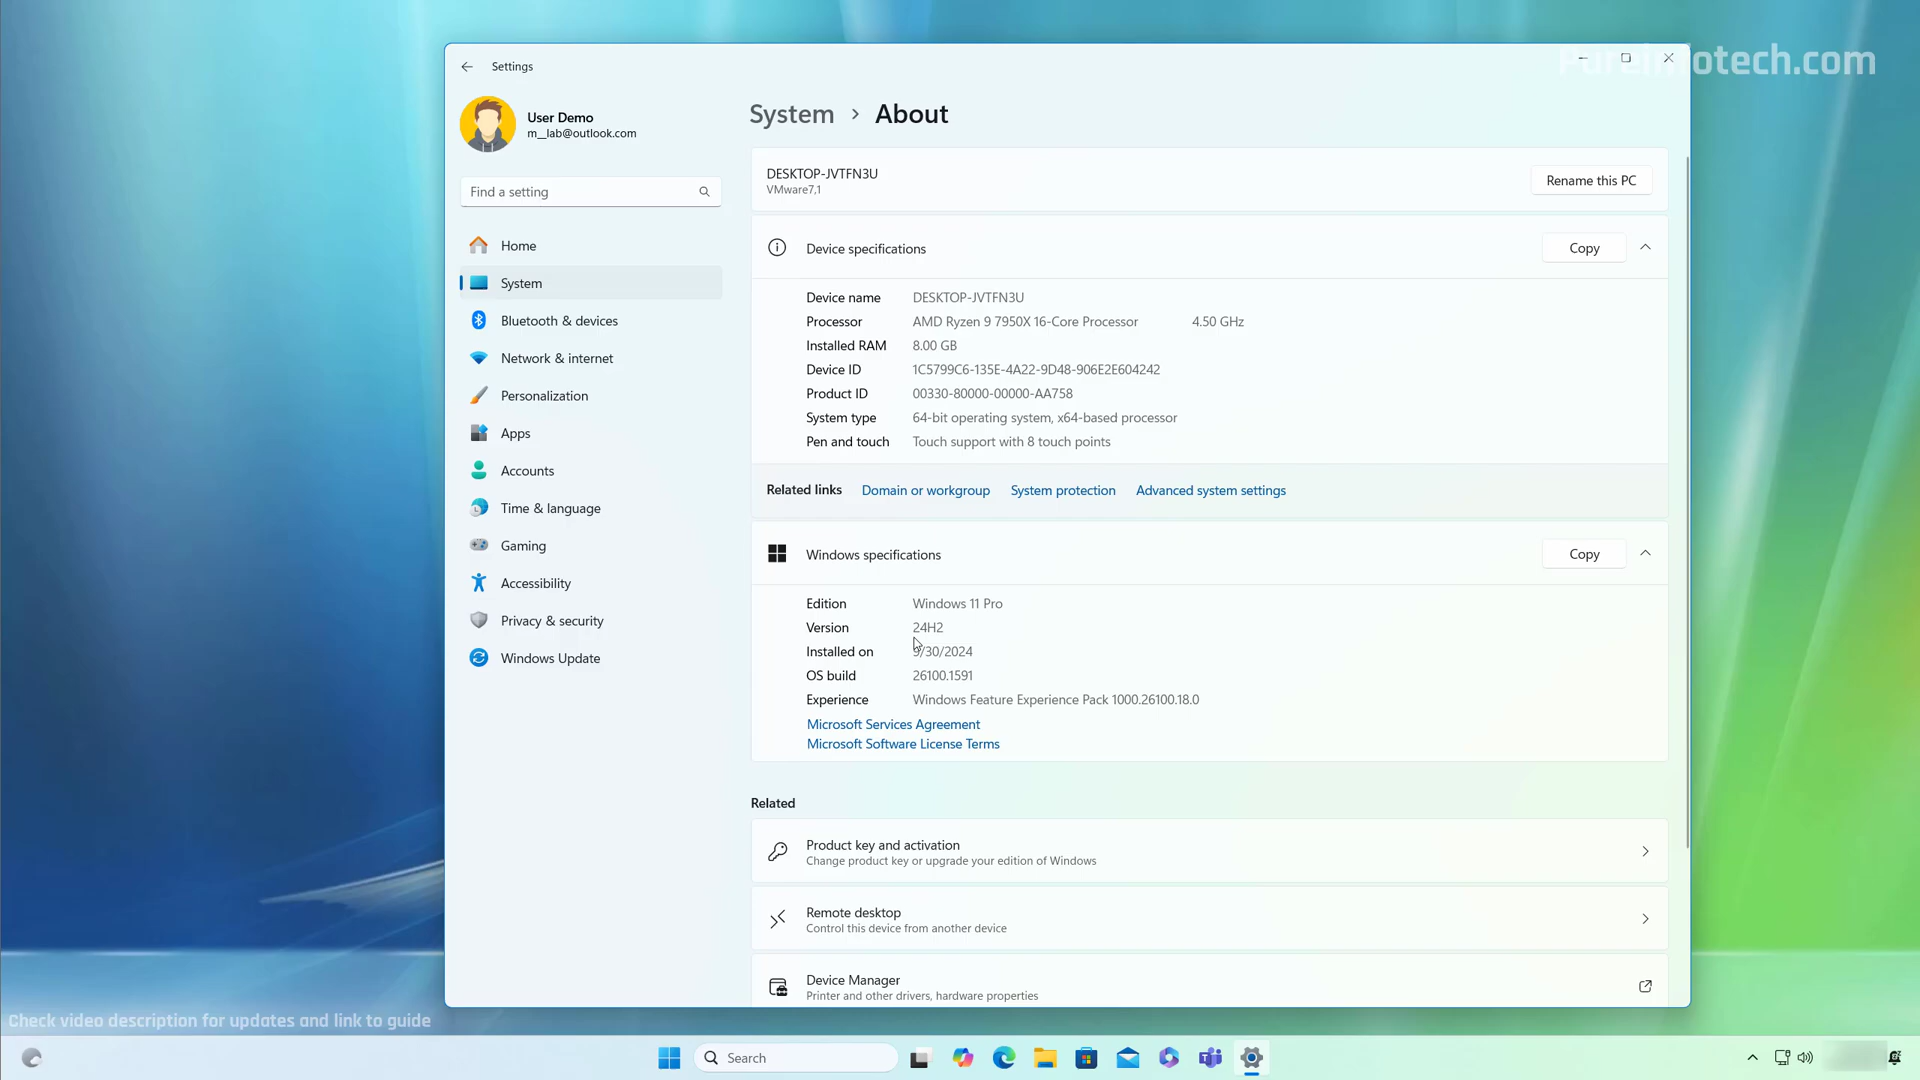 PureInfotech.com
Settings
User Demo
m__lab@outlook.com
Find a setting
Home
System
Bluetooth & devices
Network & internet
Personalization
Apps
Accounts
Time & language
Gaming
Accessibility
Privacy & security
Windows Update
System > About
DESKTOP-JVTFN3U
VMware7,1
Rename this PC
Device specifications
Copy
Device name DESKTOP-JVTFN3U
Processor AMD Ryzen 9 7950X 16-Core Processor 4.50 GHz
Installed RAM 8.00 GB
Device ID 1C5799C6-135E-4A22-9D48-906E2E604242
Product ID 00330-80000-00000-AA758
System type 64-bit operating system, x64-based processor
Pen and touch Touch support with 8 touch points
Related links Domain or workgroup System protection Advanced system settings
Windows specifications
Copy
Edition Windows 11 Pro
Version 24H2
Installed on 9/30/2024
OS build 26100.1591
Experience Windows Feature Experience Pack 1000.26100.18.0
Microsoft Services Agreement
Microsoft Software License Terms
Related
Product key and activation
Change product key or upgrade your edition of Windows
Remote desktop
Control this device from another device
Device Manager
Printer and other drivers, hardware properties
Check video description for updates and link to guide
Search